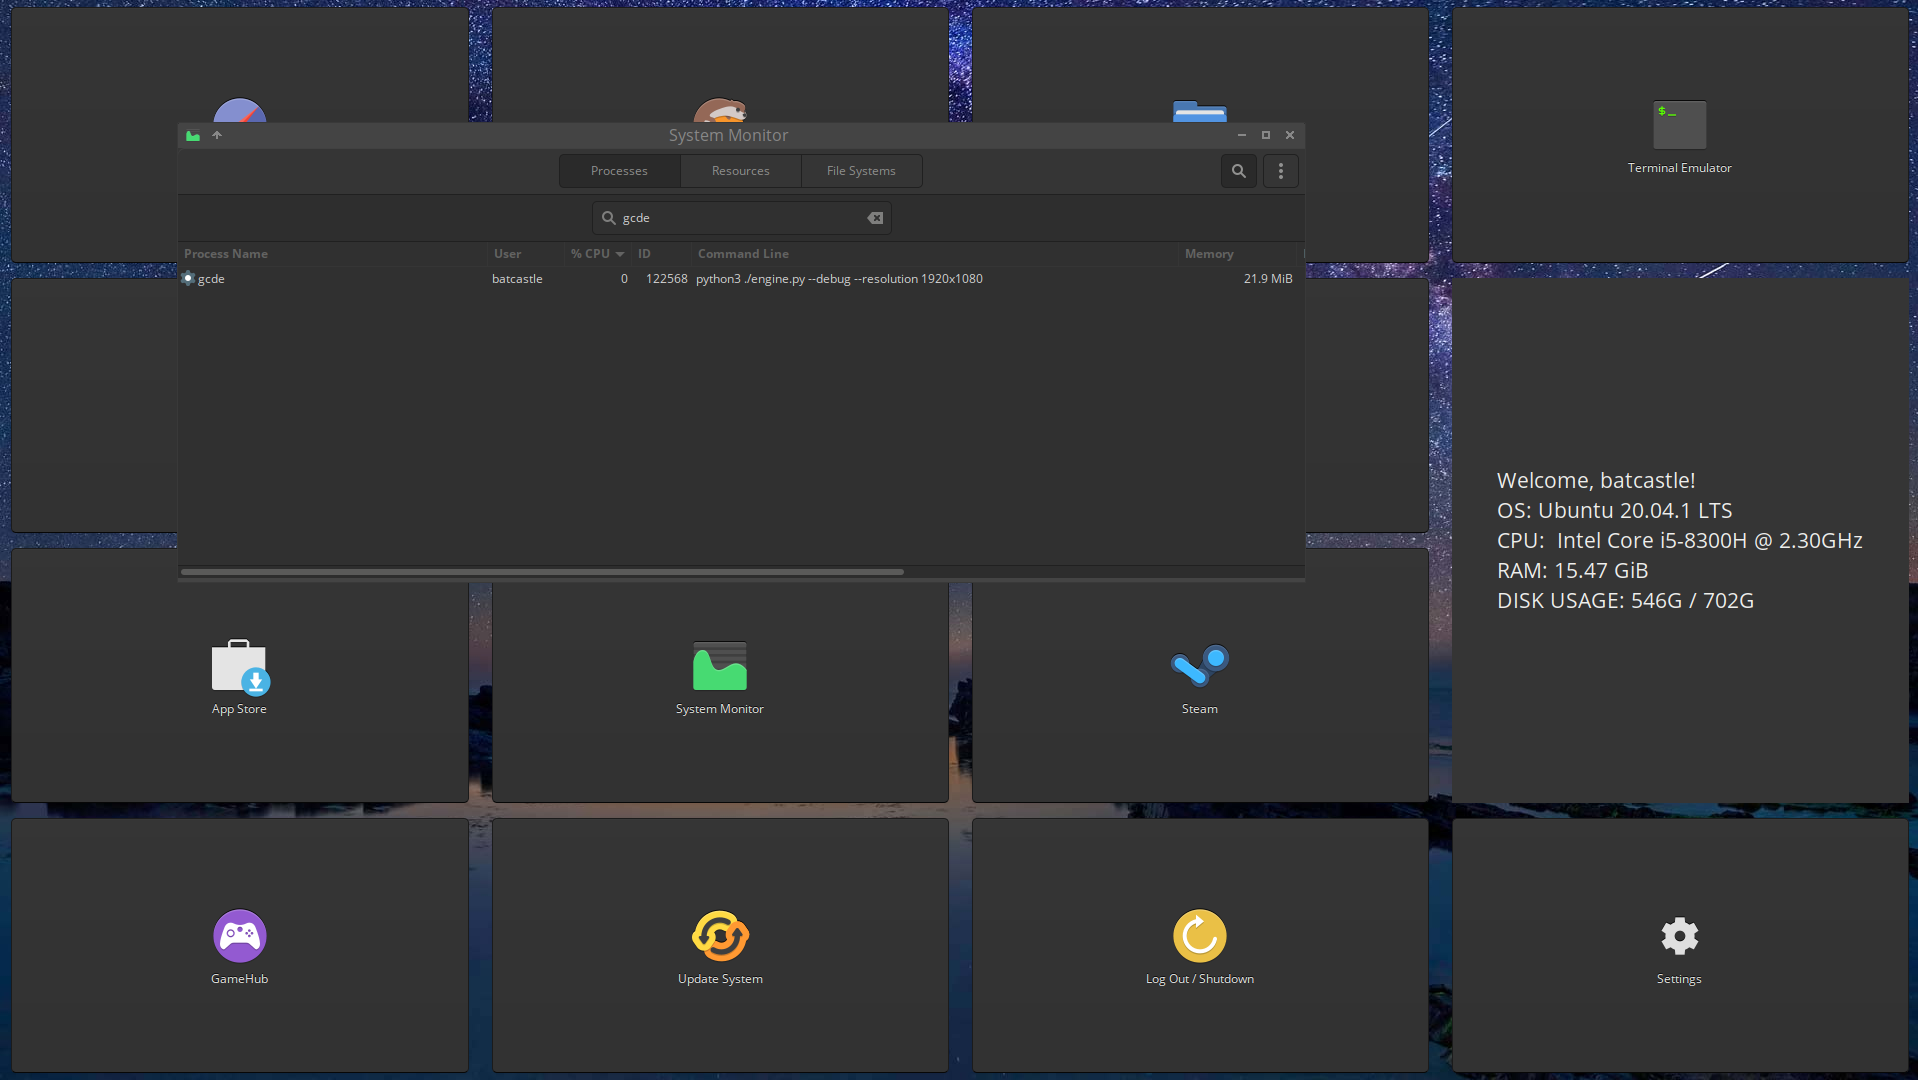 $_
Terminal Emulator
System Monitor
Processes
Resources
File Systems
gcde
Process Name
User
% CPU
ID
Command Line
Memory
gcde
batcastle
0
122568
python3 ./engine.py --debug --resolution 1920x1080
21.9 MiB
Welcome, batcastle!
OS: Ubuntu 20.04.1 LTS
CPU:  Intel Core i5-8300H @ 2.30GHz
RAM: 15.47 GiB
DISK USAGE: 546G / 702G
App Store
System Monitor
Steam
GameHub
Update System
Log Out / Shutdown
Settings